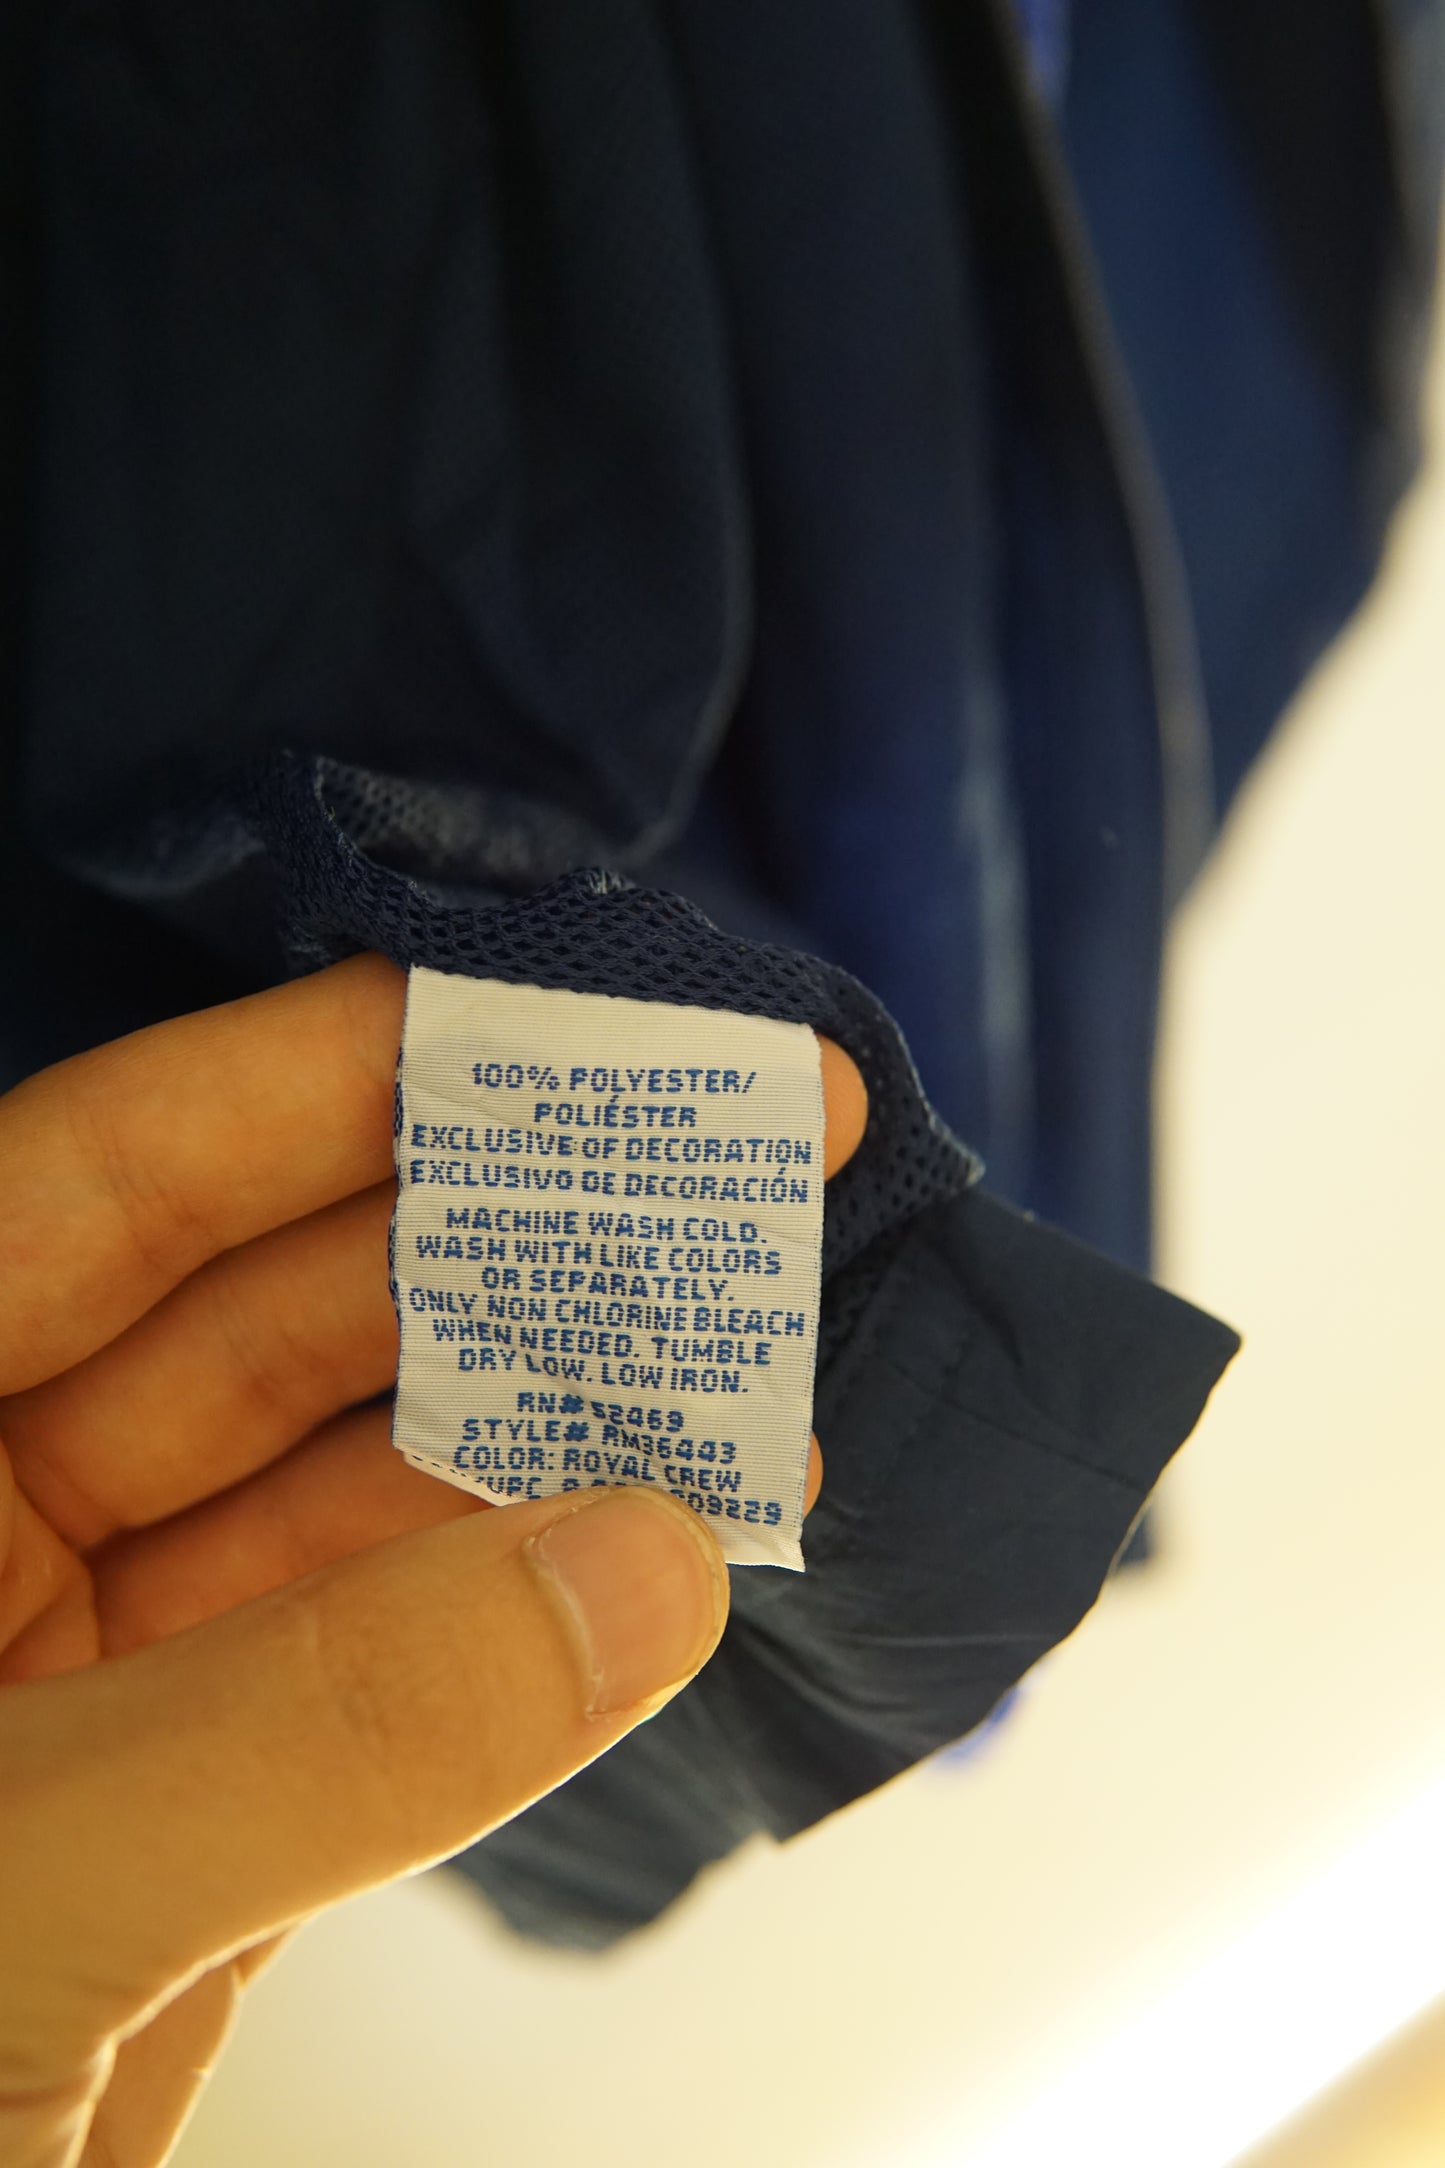 100% POLYESTER/
POLIÉSTER
EXCLUSIVE OF DECORATION
EXCLUSIVO DE DECORACIÓN
MACHINE WASH COLD.
WASH WITH LIKE COLORS
OR SEPARATELY.
ONLY NON CHLORINE BLEACH
WHEN NEEDED. TUMBLE
DRY LOW. LOW IRON.
RN# 52469
STYLE# RM36443
COLOR: ROYAL CREW
UPC